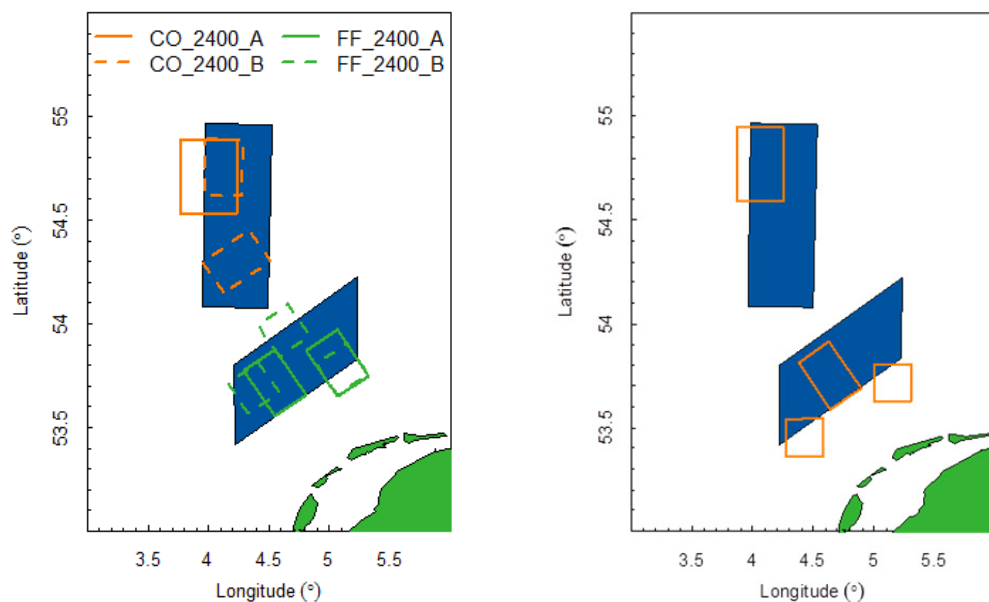 CO_2400_A FF_2400_A
CO_2400_B FF_2400_B
55
54.5
54
53.5
Latitude (°)
3.5 4 4.5 5 5.5
Longitude (°)
55
54.5
54
53.5
Latitude (°)
3.5 4 4.5 5 5.5
Longitude (°)